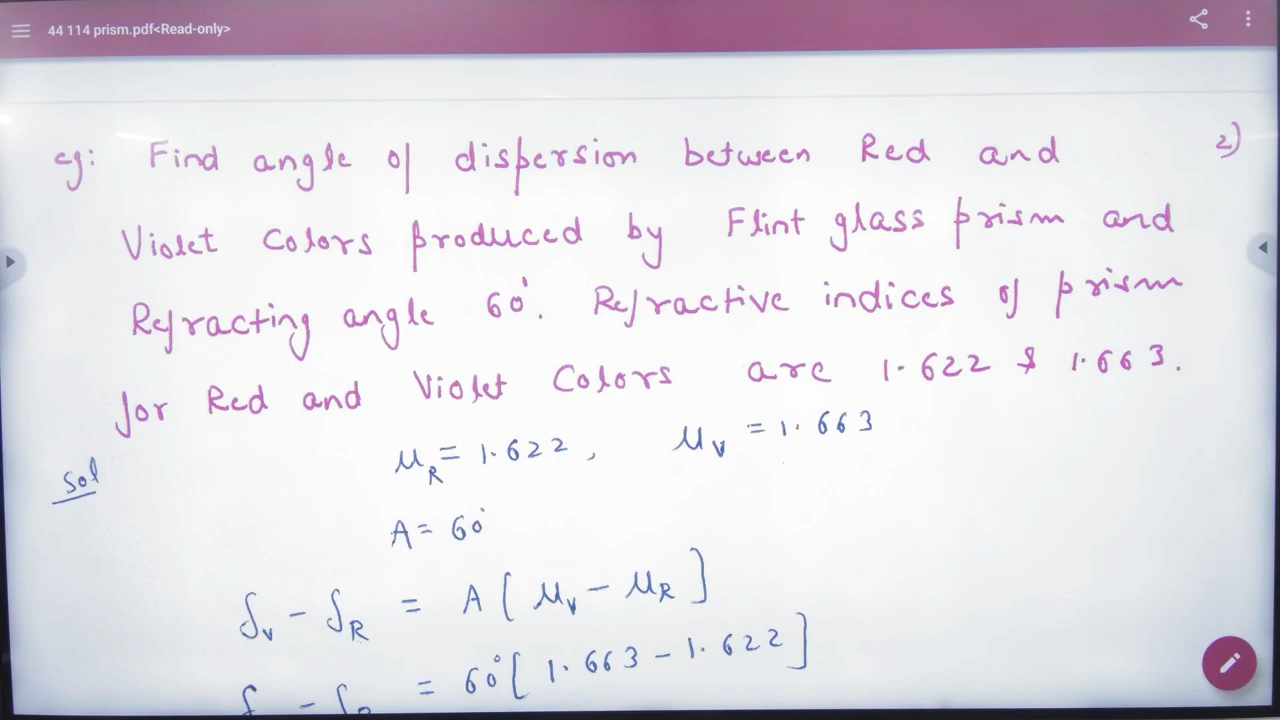 44 114 prism.pdf<Read-only>
eg: Find angle of dispersion between Red and 2)
Violet Colors produced by Flint glass prism and
Refracting angle 60°. Refractive indices of prism
for Red and Violet Colors are 1.622 & 1.663.
Sol μR = 1.622, μV = 1.663
A = 60°
δV - δR = A [ μV - μR ]
δV - δR = 60° [ 1.663 - 1.622 ]